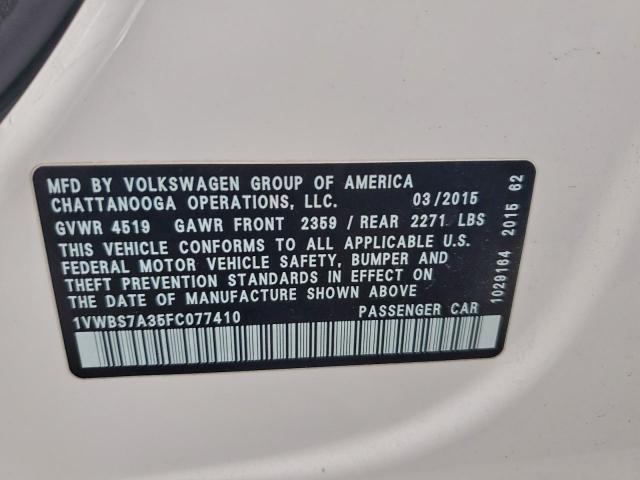 MFD BY VOLKSWAGEN GROUP OF AMERICA
CHATTANOOGA OPERATIONS, LLC. 03/2015
GVWR 4519 GAWR FRONT 2359 / REAR 2271 LBS
THIS VEHICLE CONFORMS TO ALL APPLICABLE U.S.
FEDERAL MOTOR VEHICLE SAFETY, BUMPER AND
THEFT PREVENTION STANDARDS IN EFFECT ON
THE DATE OF MANUFACTURE SHOWN ABOVE.
1VWBS7A35FC077410 PASSENGER CAR
1029164 2015 62